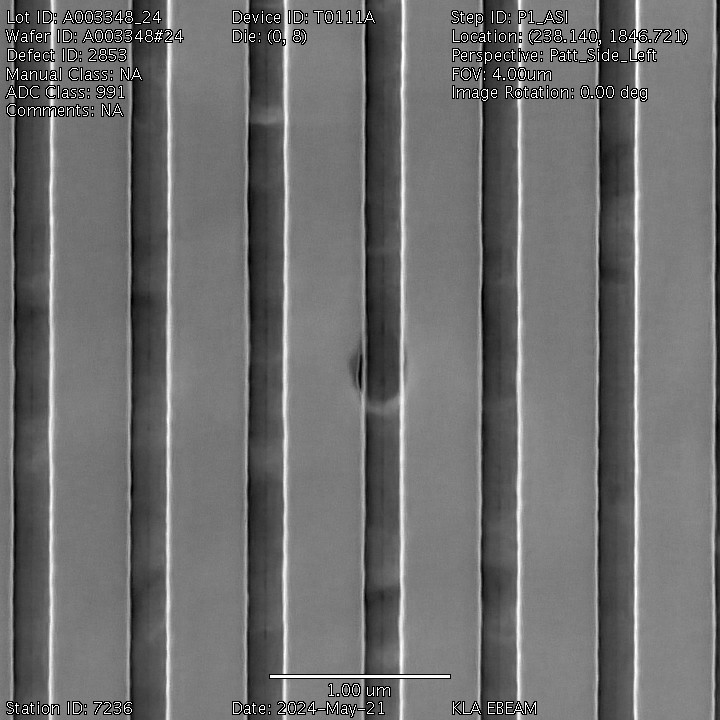 Lot ID: A003348_24
Wafer ID: A003348#24
Defect ID: 2853
Manual Class: NA
ADC Class: 991
Comments: NA
Device ID: T0111A
Die: (0, 8)
Step ID: P1_ASI
Location: (238.140, 1846.721)
Perspective: Patt_Side_Left
FOV: 4.00um
Image Rotation: 0.00 deg
1.00 um
Station ID: 7236
Date: 2024-May-21
KLA EBEAM